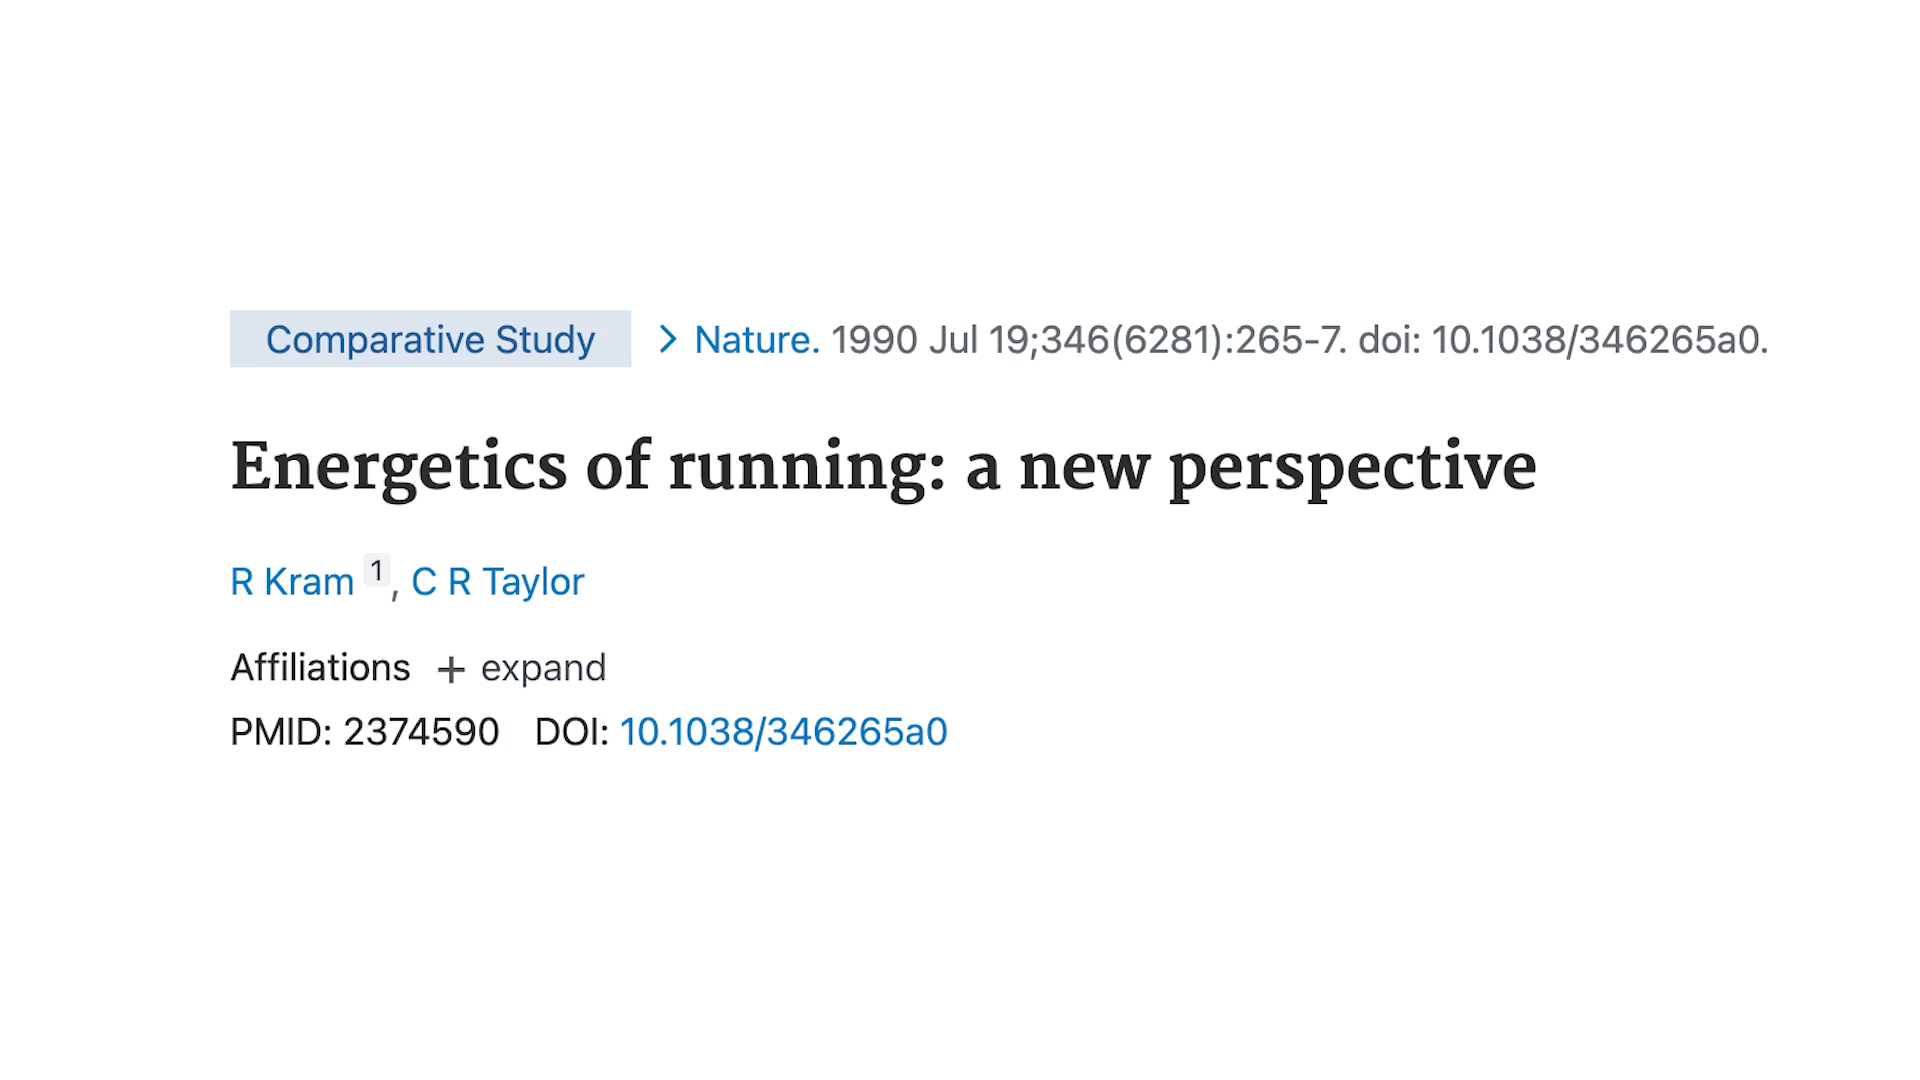 Comparative Study > Nature. 1990 Jul 19;346(6281):265-7. doi: 10.1038/346265a0.
Energetics of running: a new perspective
R Kram 1, C R Taylor
Affiliations + expand
PMID: 2374590 DOI: 10.1038/346265a0